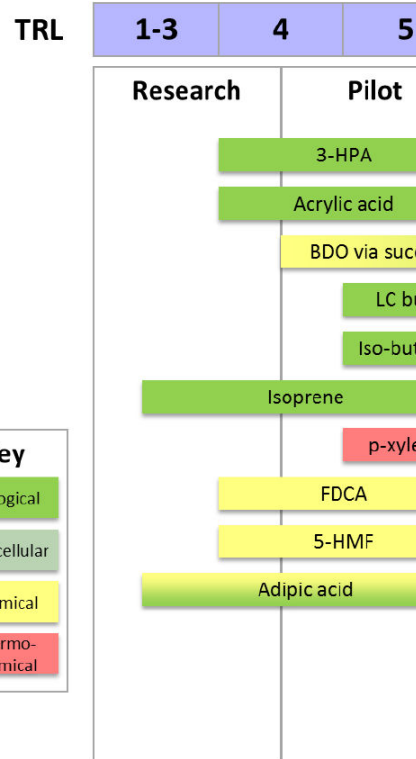 TRL 1-3 4 5
Research Pilot
3-HPA
Acrylic acid
BDO via succ
LC bu
Iso-but
Isoprene
p-xyle
FDCA
5-HMF
Adipic acid
ey
ogical
cellular
mical
rmo-
mical